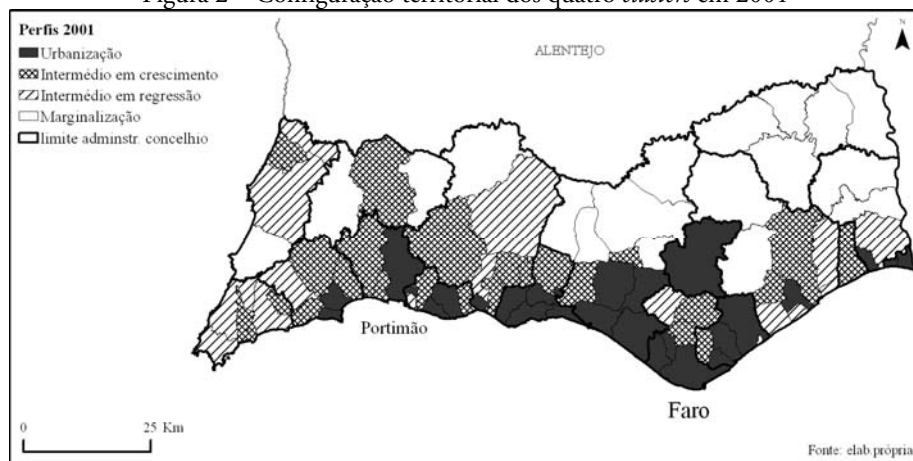 Figura 2 – Configuração territorial dos quatro cluster em 2001
Perfis 2001
Urbanização
Intermédio em crescimento
Intermédio em regressão
Marginalização
limite adminstr. concelhio
ALENTEJO
N
Portimão
Faro
0 25 Km
Fonte: elab.própria